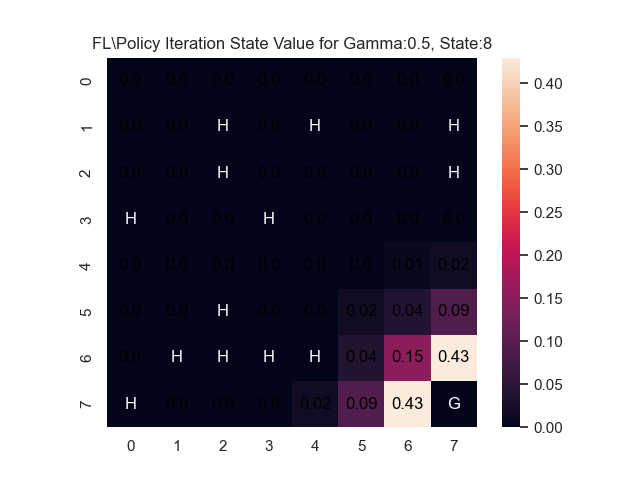 FL\Policy Iteration State Value for Gamma:0.5, State:8
0 0.0 0.0 0.0 0.0 0.0 0.0 0.0 0.0
1 0.0 0.0 H 0.0 H 0.0 0.0 H
2 0.0 0.0 H 0.0 0.0 0.0 0.0 H
3 H 0.0 0.0 H 0.0 0.0 0.0 0.0
4 0.0 0.0 0.0 0.0 0.0 0.0 0.01 0.02
5 0.0 0.0 H 0.0 0.0 0.02 0.04 0.09
6 0.0 H H H H 0.04 0.15 0.43
7 H 0.0 0.0 0.0 0.02 0.09 0.43 G
0 1 2 3 4 5 6 7
0.40
0.35
0.30
0.25
0.20
0.15
0.10
0.05
0.00